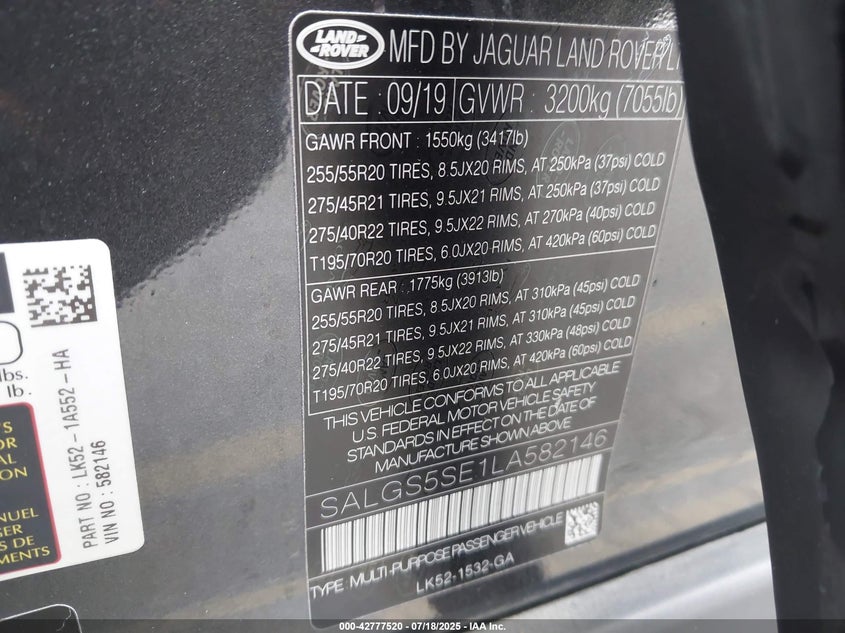 LAND
ROVER
MFD BY JAGUAR LAND ROVER
DATE : 09/19 GVWR : 3200kg (7055lb)
GAWR FRONT : 1550kg (3417lb)
255/55R20 TIRES, 8.5JX20 RIMS, AT 250kPa (37psi) COLD
275/45R21 TIRES, 9.5JX21 RIMS, AT 250kPa (37psi) COLD
275/40R22 TIRES, 9.5JX22 RIMS, AT 270kPa (40psi) COLD
T195/70R20 TIRES, 6.0JX20 RIMS, AT 420kPa (60psi) COLD
GAWR REAR : 1775kg (3913lb)
255/55R20 TIRES, 8.5JX20 RIMS, AT 310kPa (45psi) COLD
275/45R21 TIRES, 9.5JX21 RIMS, AT 310kPa (45psi) COLD
275/40R22 TIRES, 9.5JX22 RIMS, AT 330kPa (48psi) COLD
T195/70R20 TIRES, 6.0JX20 RIMS, AT 420kPa (60psi) COLD
THIS VEHICLE CONFORMS TO ALL APPLICABLE
U.S. FEDERAL MOTOR VEHICLE SAFETY
STANDARDS IN EFFECT ON THE DATE OF
MANUFACTURE SHOWN ABOVE
SALGS5SE1LA582146
TYPE : MULTI-PURPOSE PASSENGER VEHICLE
LK52-1532-GA
lbs.
lb.
PART NO : LK52-1A552-HA
VIN NO : 582146
000-42777520 - 07/18/2025 - IAA Inc.